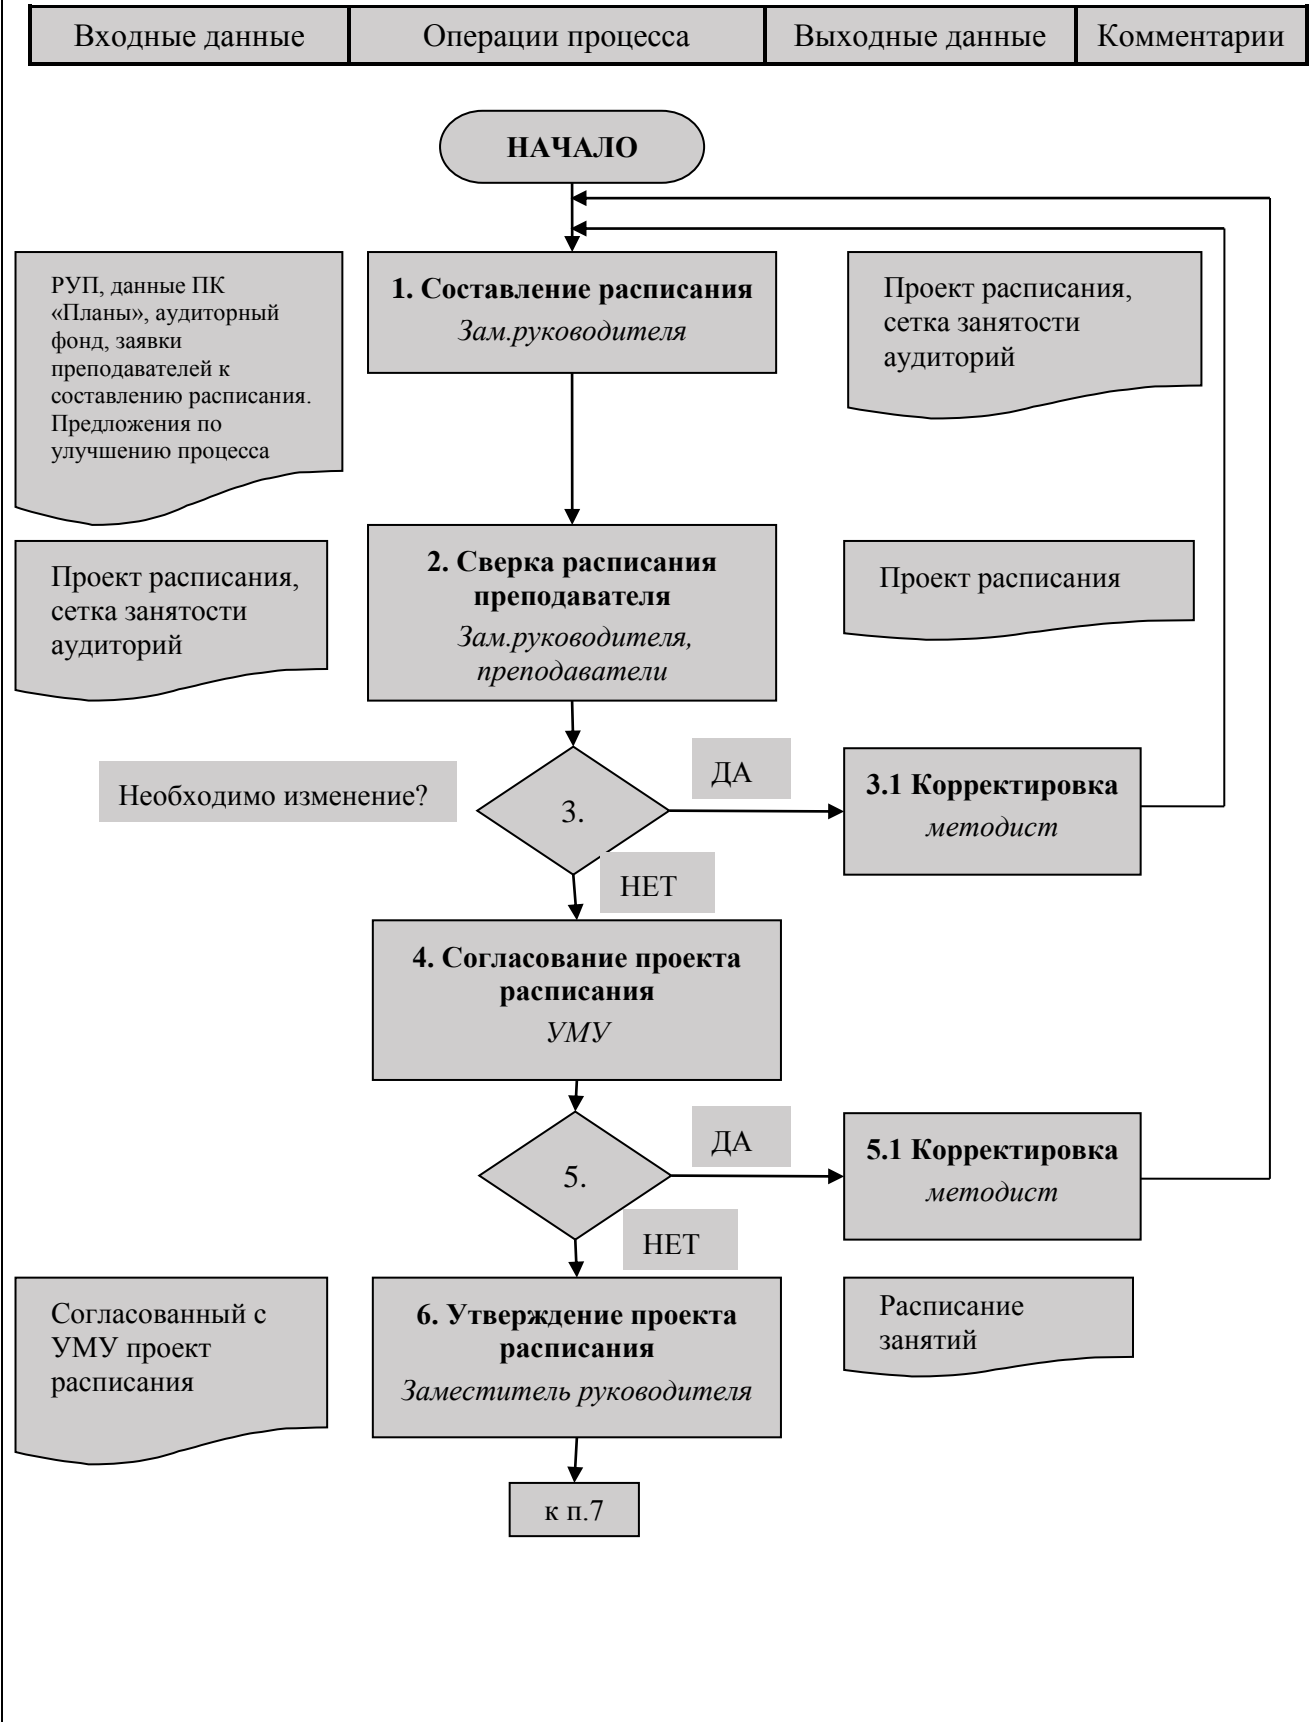 Входные данные
Операции процесса
Выходные данные
Комментарии
НАЧАЛО
РУП, данные ПК
«Планы», аудиторный
фонд, заявки
преподавателей к
составлению расписания.
Предложения по
улучшению процесса
1. Составление расписания
Зам.руководителя
Проект расписания,
сетка занятости
аудиторий
Проект расписания,
сетка занятости
аудиторий
2. Сверка расписания
преподавателя
Зам.руководителя,
преподаватели
Проект расписания
Необходимо изменение?
3.
ДА
3.1 Корректировка
методист
НЕТ
4. Согласование проекта
расписания
УМУ
5.
ДА
5.1 Корректировка
методист
НЕТ
Согласованный с
УМУ проект
расписания
6. Утверждение проекта
расписания
Заместитель руководителя
Расписание
занятий
к п.7